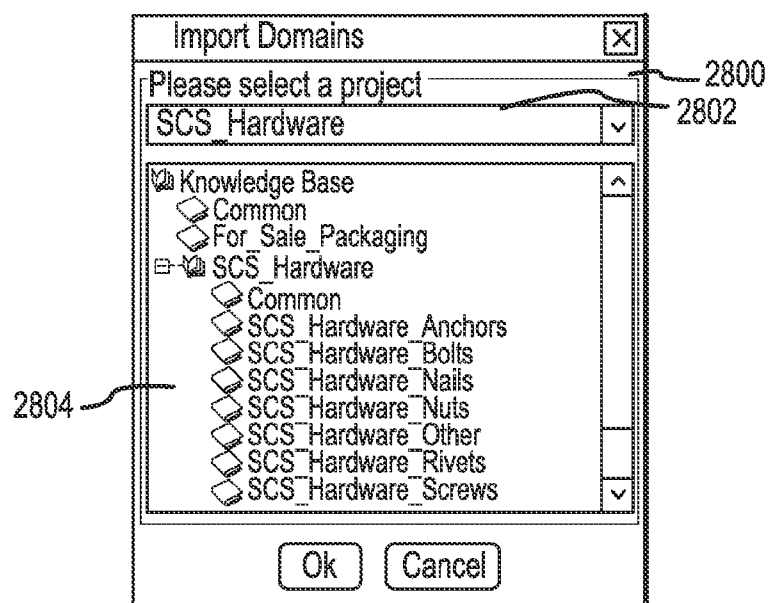 Import Domains
2800
Please select a project
2802
SCS_Hardware
Knowledge Base
Common
For_Sale_Packaging
SCS_Hardware
Common
SCS_Hardware_Anchors
SCS_Hardware_Bolts
SCS_Hardware_Nails
2804
SCS_Hardware_Nuts
SCS_Hardware_Other
SCS_Hardware_Rivets
SCS_Hardware_Screws
Ok Cancel